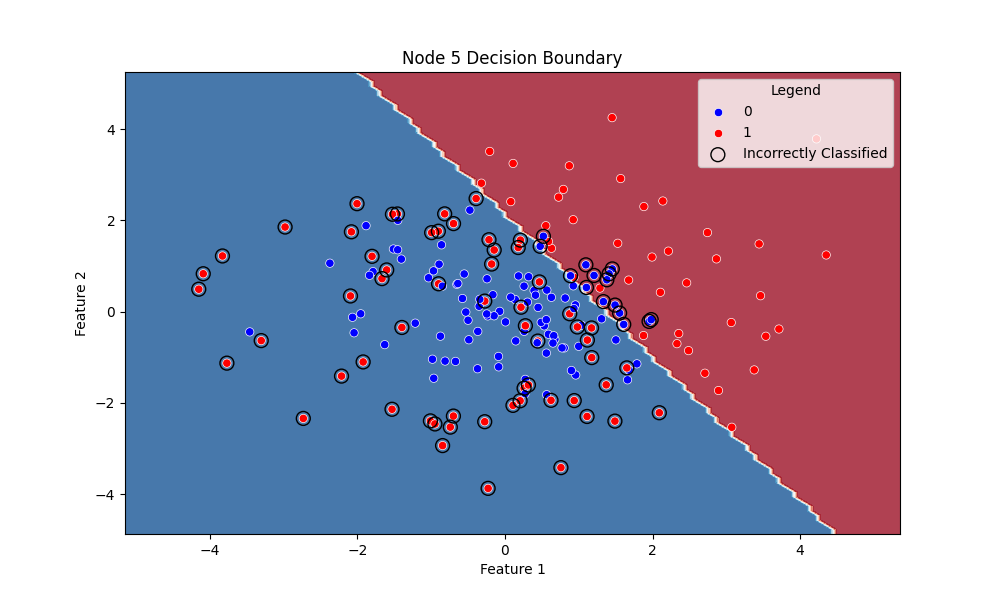 Node 5 Decision Boundary
Legend
0
1
Incorrectly Classified
4
2
0
−2
−4
Feature 2
−4
−2
0
2
4
Feature 1